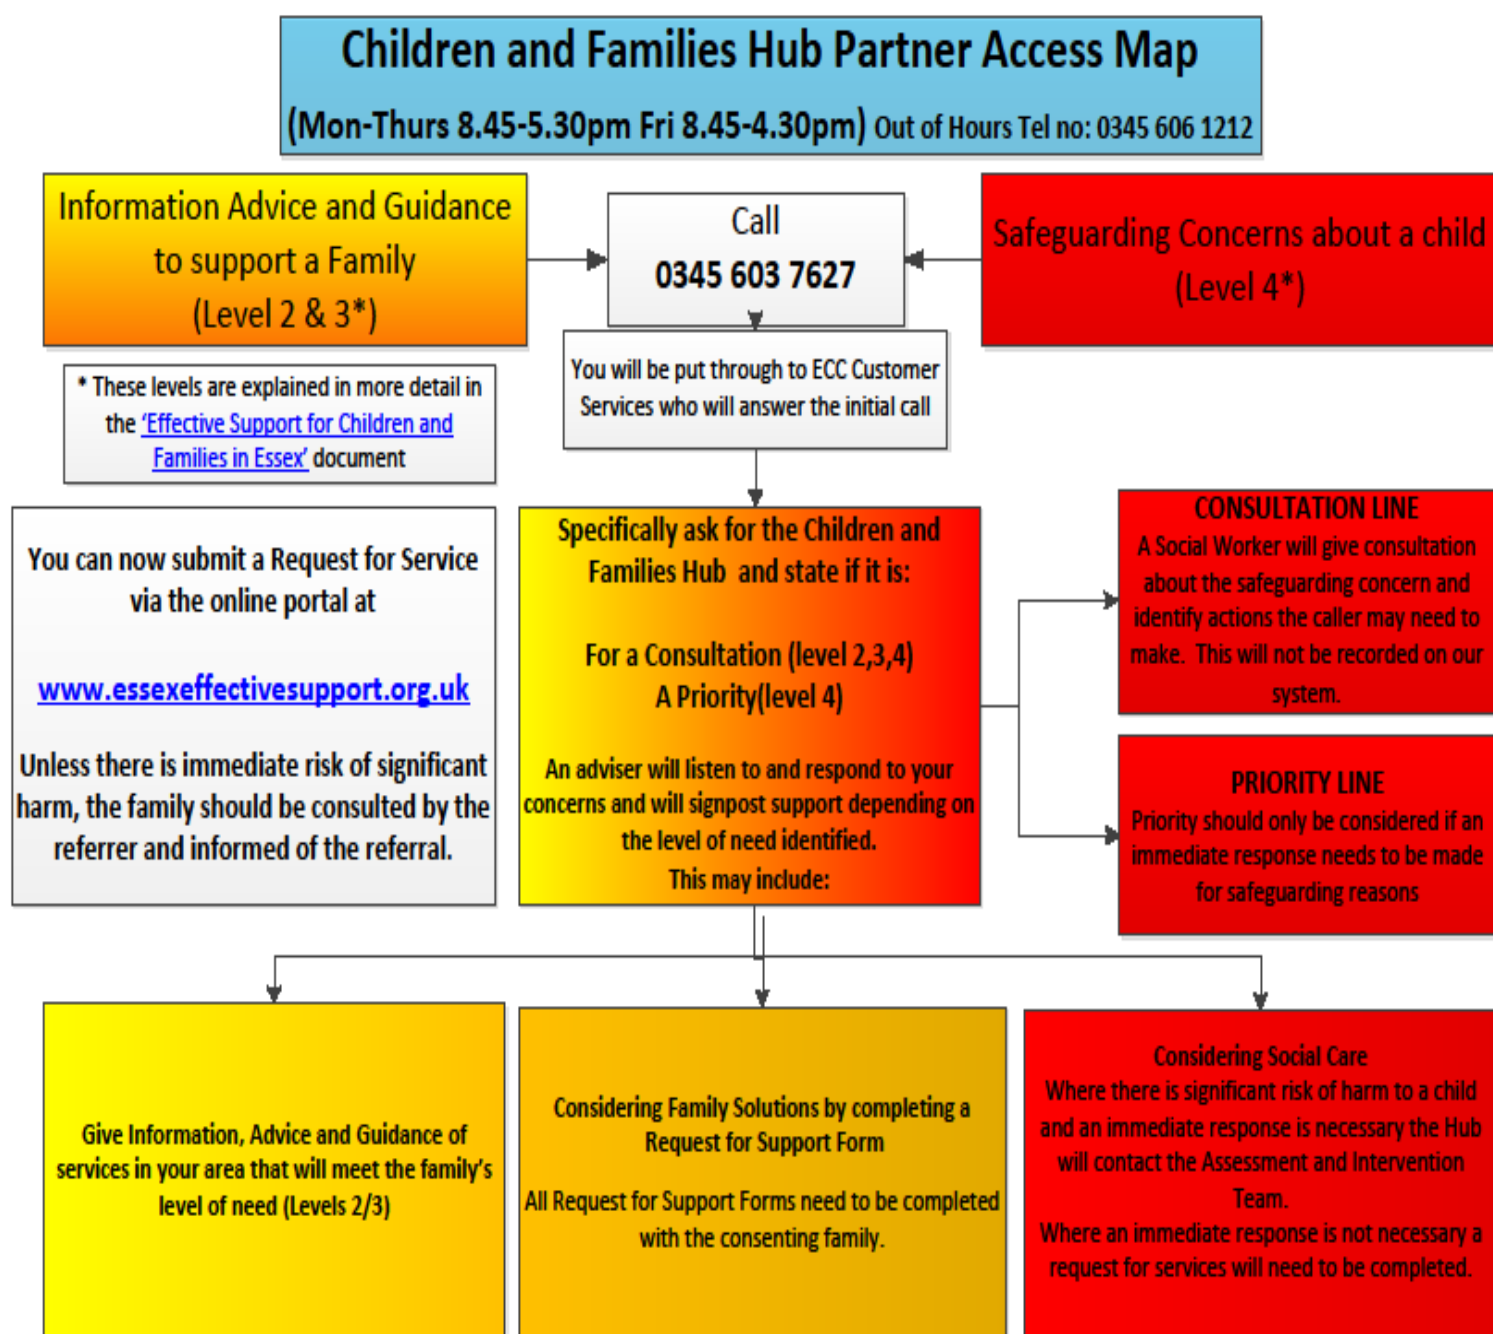 Children and Families Hub Partner Access Map
(Mon-Thurs 8.45-5.30pm Fri 8.45-4.30pm) Out of Hours Tel no: 0345 606 1212
Information Advice and Guidance
to support a Family
(Level 2 & 3*)
Call
0345 603 7627
Safeguarding Concerns about a child
(Level 4*)
You will be put through to ECC Customer
Services who will answer the initial call
* These levels are explained in more detail in
the ‘Effective Support for Children and
Families in Essex’ document
You can now submit a Request for Service
via the online portal at
www.essexeffectivesupport.org.uk
Unless there is immediate risk of significant
harm, the family should be consulted by the
referrer and informed of the referral.
Specifically ask for the Children and
Families Hub and state if it is:
For a Consultation (level 2,3,4)
A Priority(level 4)
An adviser will listen to and respond to your
concerns and will signpost support depending on
the level of need identified.
This may include:
CONSULTATION LINE
A Social Worker will give consultation
about the safeguarding concern and
identify actions the caller may need to
make. This will not be recorded on our
system.
PRIORITY LINE
Priority should only be considered if an
immediate response needs to be made
for safeguarding reasons
Give Information, Advice and Guidance of
services in your area that will meet the family’s
level of need (Levels 2/3)
Considering Family Solutions by completing a
Request for Support Form
All Request for Support Forms need to be completed
with the consenting family.
Considering Social Care
Where there is significant risk of harm to a child
and an immediate response is necessary the Hub
will contact the Assessment and Intervention
Team.
Where an immediate response is not necessary a
request for services will need to be completed.